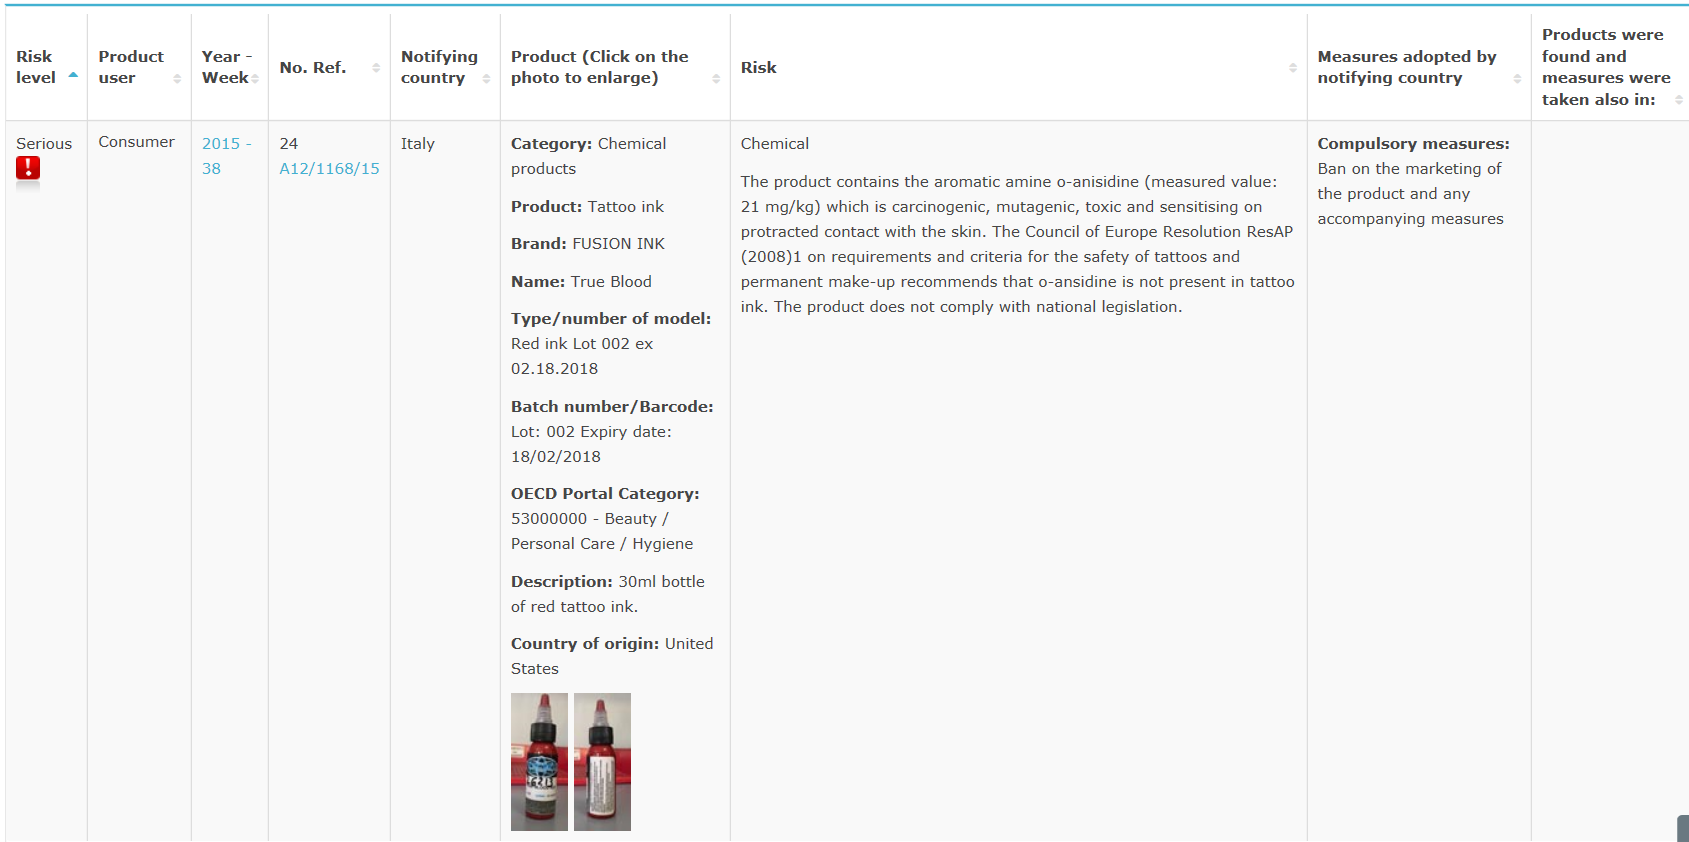 Risk
level
Product
user
Year -
Week
No. Ref.
Notifying
country
Product (Click on the
photo to enlarge)
Risk
Measures adopted by
notifying country
Products were
found and
measures were
taken also in:
Serious
Consumer
2015 -
38
24
A12/1168/15
Italy
Category: Chemical
products
Product: Tattoo ink
Brand: FUSION INK
Name: True Blood
Type/number of model:
Red ink Lot 002 ex
02.18.2018
Batch number/Barcode:
Lot: 002 Expiry date:
18/02/2018
OECD Portal Category:
53000000 - Beauty /
Personal Care / Hygiene
Description: 30ml bottle
of red tattoo ink.
Country of origin: United
States
Chemical
The product contains the aromatic amine o-anisidine (measured value:
21 mg/kg) which is carcinogenic, mutagenic, toxic and sensitising on
protracted contact with the skin. The Council of Europe Resolution ResAP
(2008)1 on requirements and criteria for the safety of tattoos and
permanent make-up recommends that o-ansidine is not present in tattoo
ink. The product does not comply with national legislation.
Compulsory measures:
Ban on the marketing of
the product and any
accompanying measures